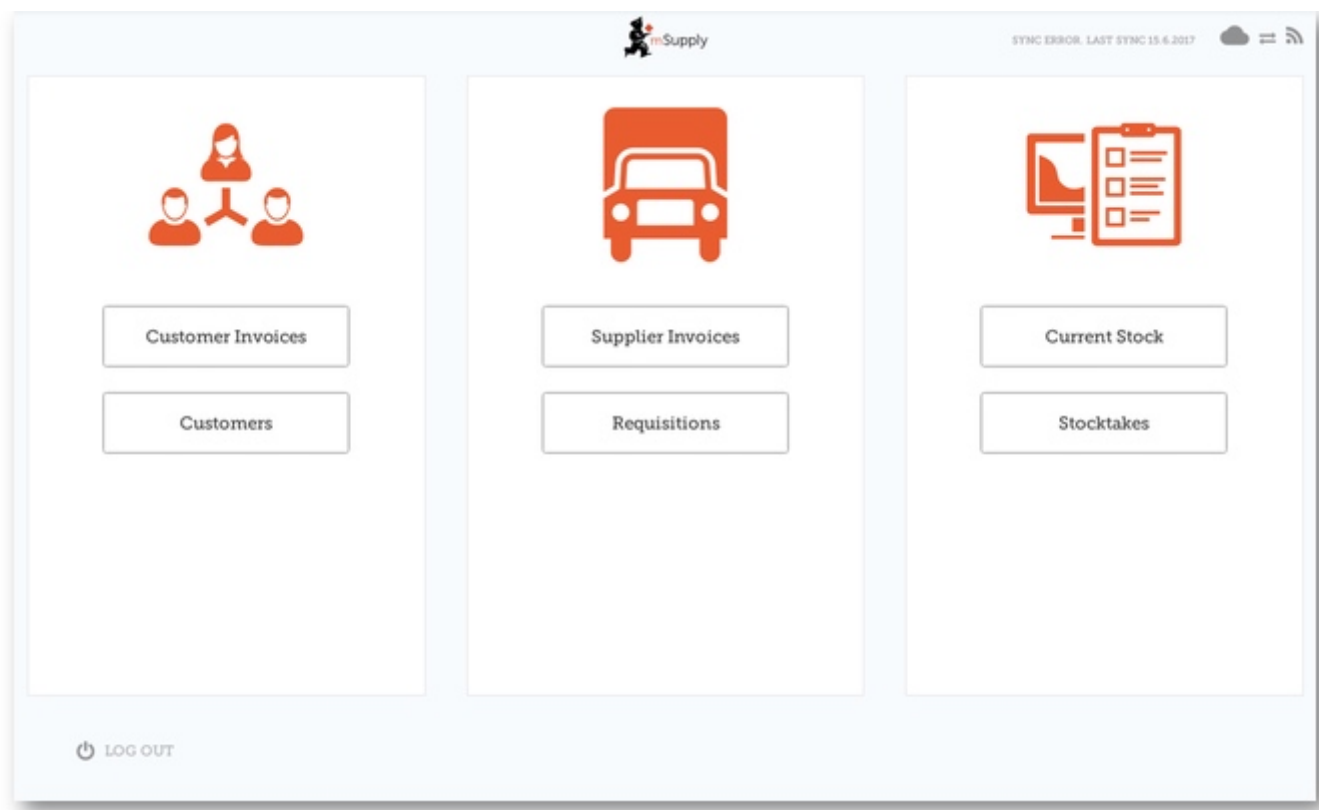 mSupply
SYNC ERROR. LAST SYNC 15.6.2017
Customer Invoices
Customers
Supplier Invoices
Requisitions
Current Stock
Stocktakes
LOG OUT